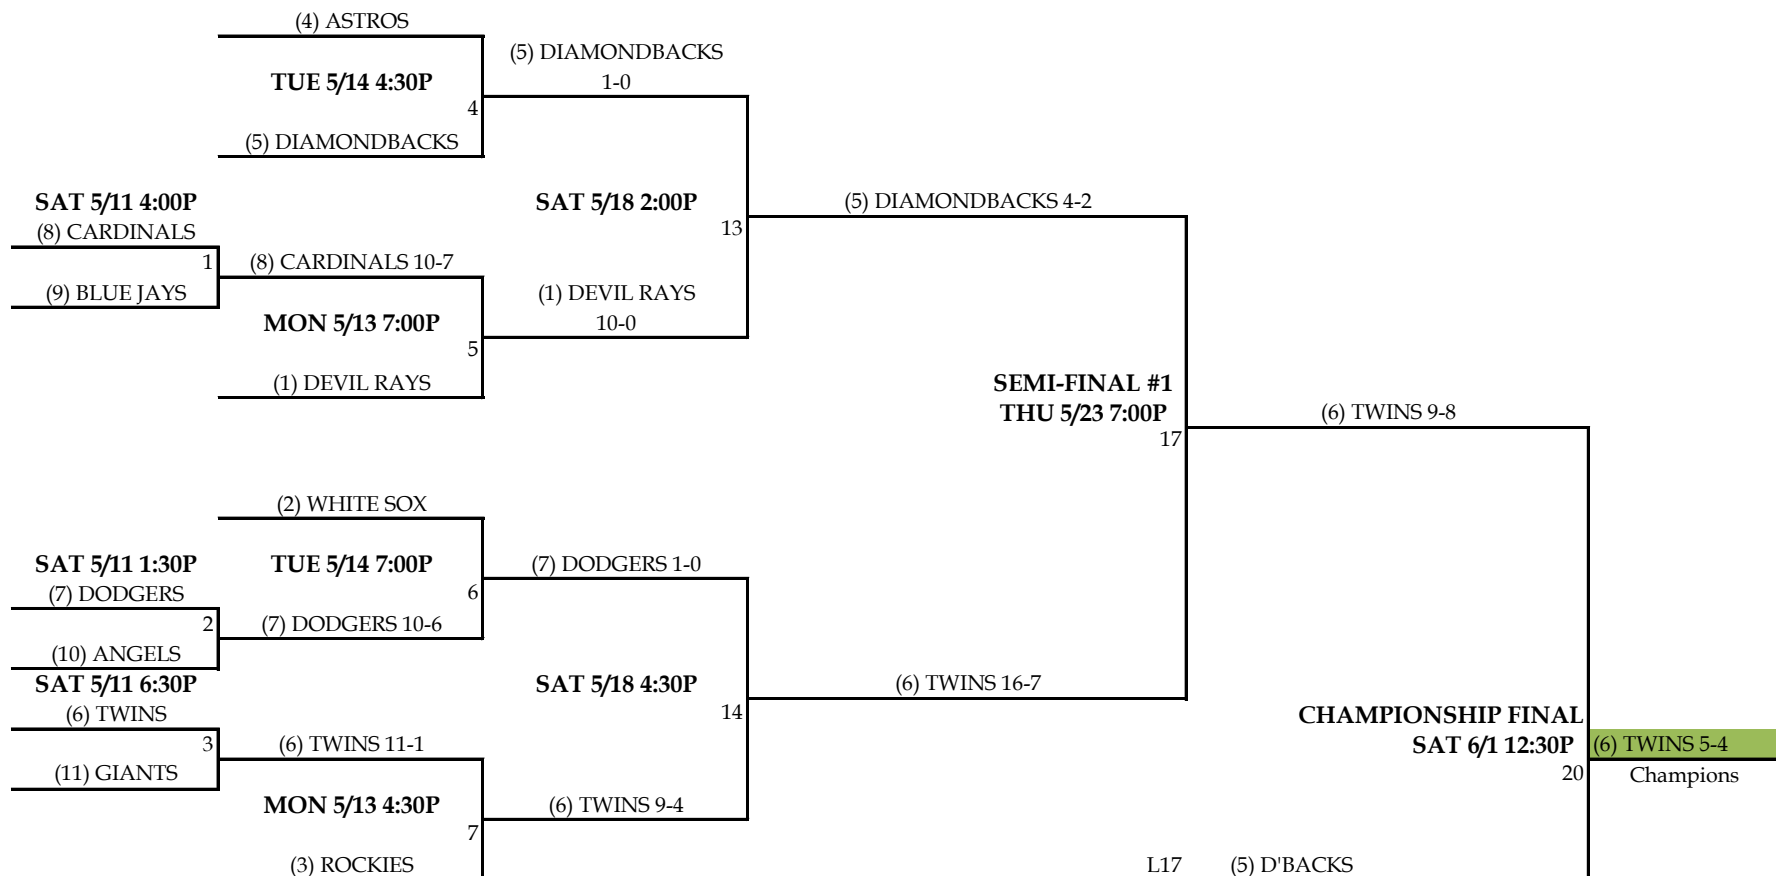 (4) ASTROS
(5) DIAMONDBACKS
TUE 5/14 4:30P
1-0
4
(5) DIAMONDBACKS
SAT 5/11 4:00P
SAT 5/18 2:00P
(5) DIAMONDBACKS 4-2
(8) CARDINALS
13
1
(8) CARDINALS 10-7
(9) BLUE JAYS
(1) DEVIL RAYS
MON 5/13 7:00P
10-0
5
(1) DEVIL RAYS
SEMI-FINAL #1
THU 5/23 7:00P
(6) TWINS 9-8
17
(2) WHITE SOX
SAT 5/11 1:30P
TUE 5/14 7:00P
(7) DODGERS 1-0
(7) DODGERS
6
2
(7) DODGERS 10-6
(10) ANGELS
SAT 5/11 6:30P
SAT 5/18 4:30P
(6) TWINS 16-7
(6) TWINS
14
CHAMPIONSHIP FINAL
3
(6) TWINS 11-1
SAT 6/1 12:30P
(6) TWINS 5-4
(11) GIANTS
20
Champions
MON 5/13 4:30P
(6) TWINS 9-4
7
(3) ROCKIES
L17
(5) D'BACKS